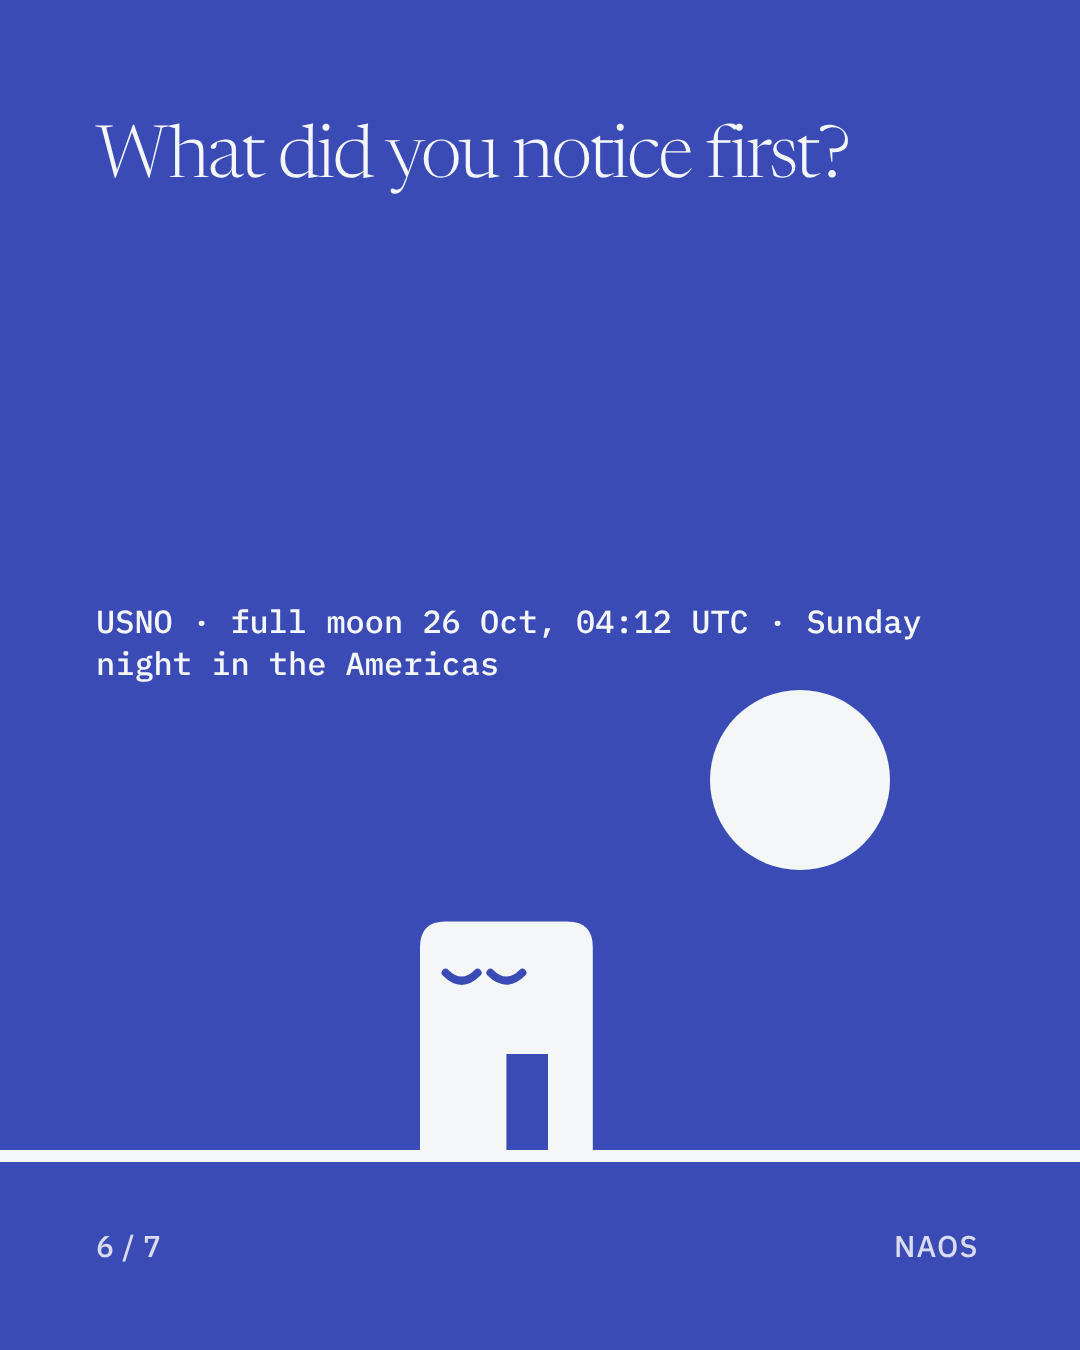 What did you notice first?
USNO · full moon 26 Oct, 04:12 UTC · Sunday
night in the Americas
6 / 7
NAOS